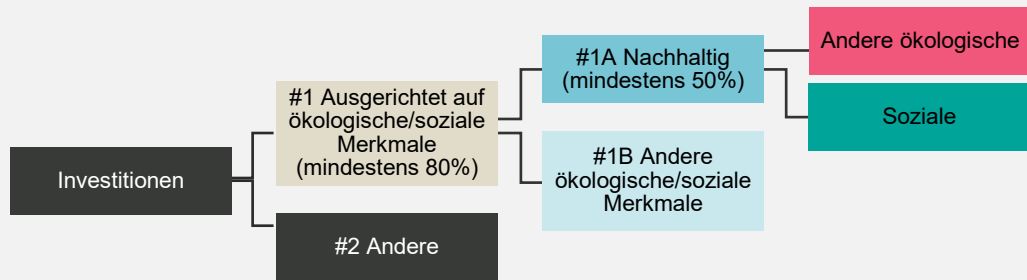 Investitionen
#1 Ausgerichtet auf
ökologische/soziale
Merkmale
(mindestens 80%)
#2 Andere
#1A Nachhaltig
(mindestens 50%)
#1B Andere
ökologische/soziale
Merkmale
Andere ökologische
Soziale